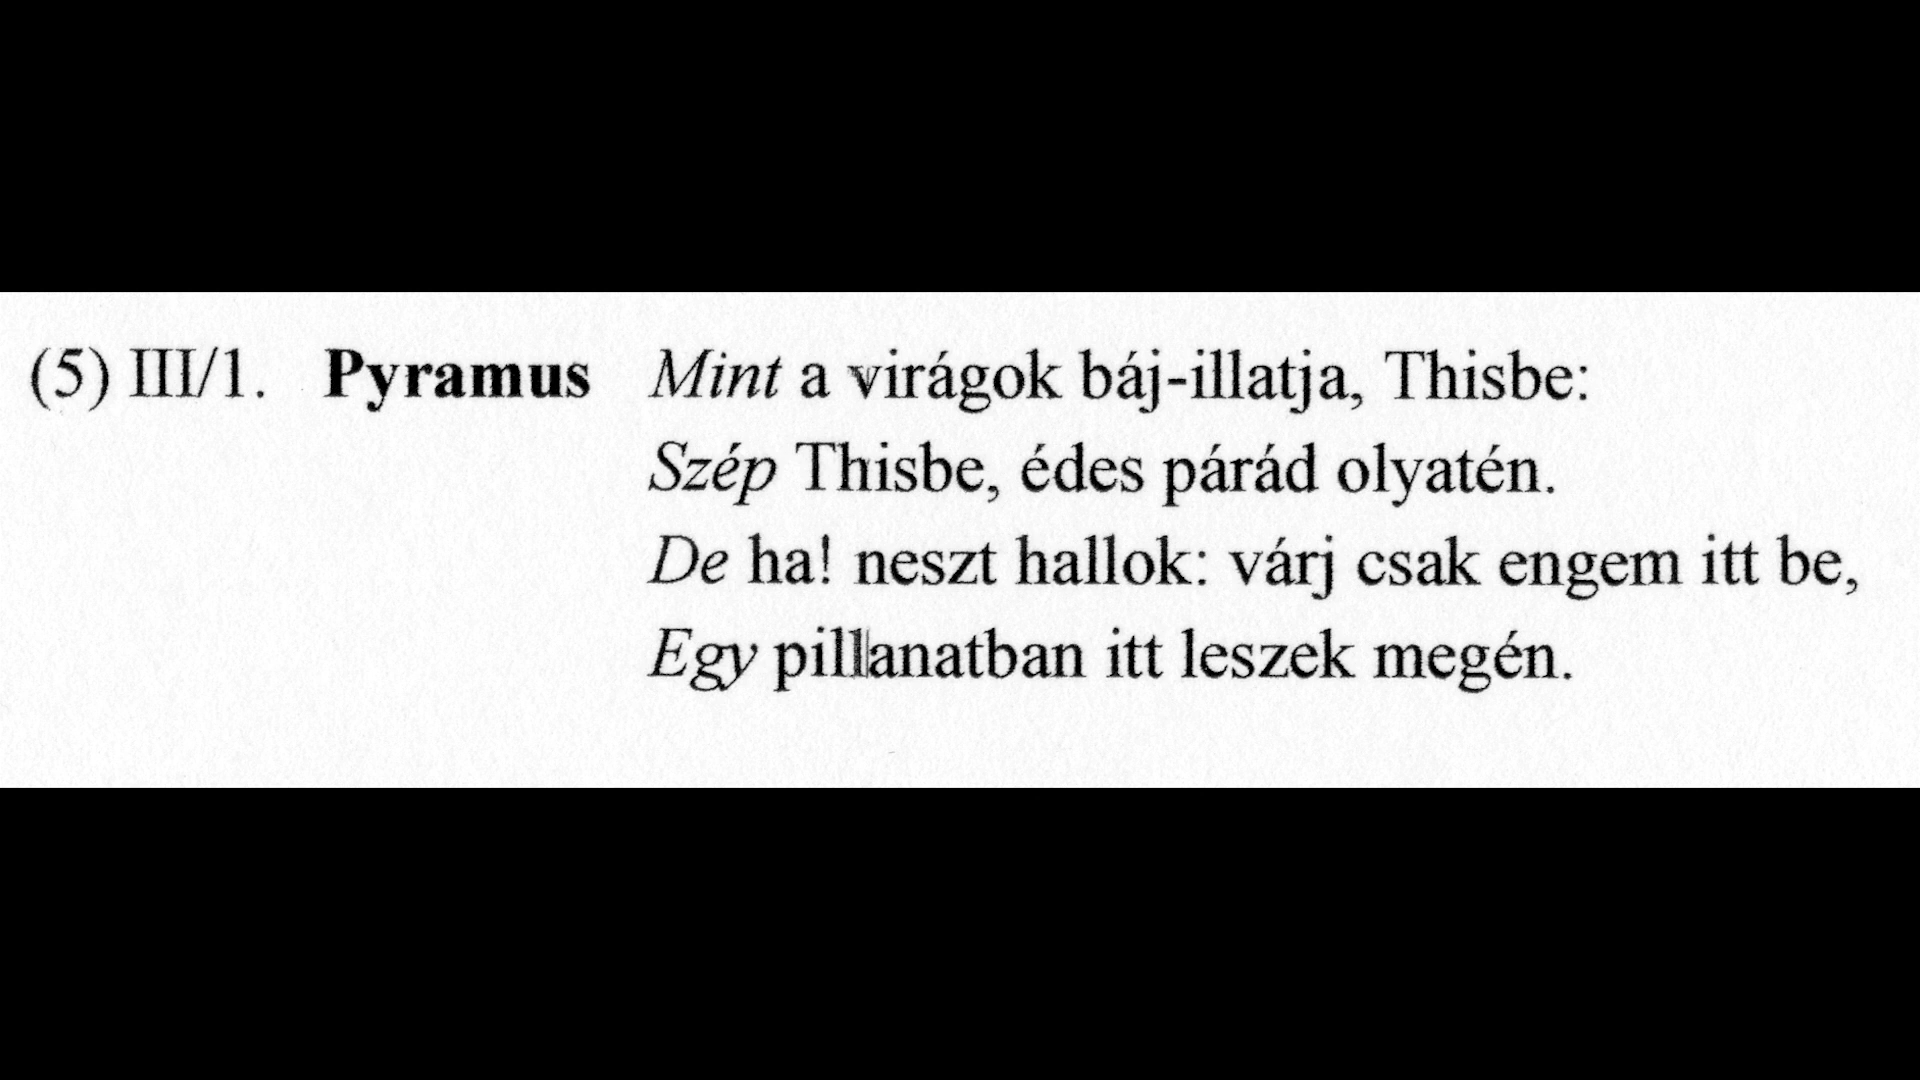 (5) III/1. Pyramus Mint a virágok báj-illatja, Thisbe:
Szép Thisbe, édes párád olyatén.
De ha! neszt hallok: várj csak engem itt be,
Egy pillanatban itt leszek megén.